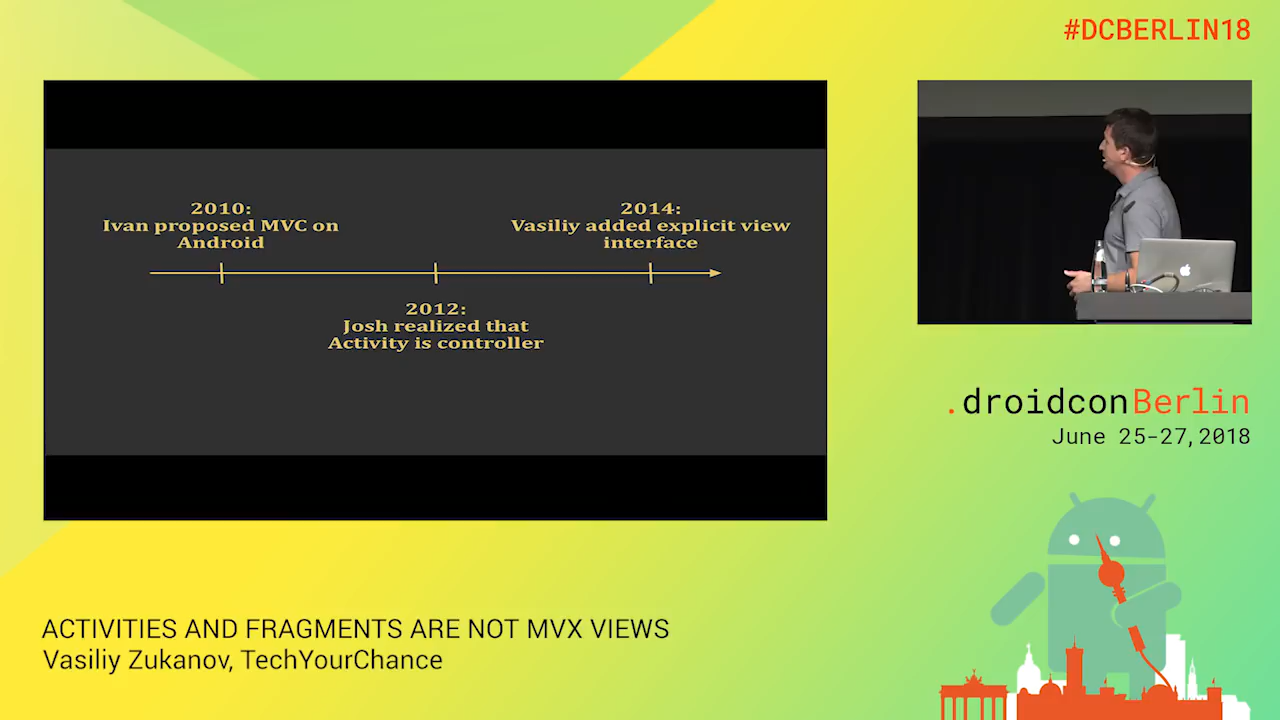 #DCBERLIN18
2010:
Ivan proposed MVC on
Android
2014:
Vasiliy added explicit view
interface
2012:
Josh realized that
Activity is controller
.droidconBerlin
June 25-27,2018
ACTIVITIES AND FRAGMENTS ARE NOT MVX VIEWS
Vasiliy Zukanov, TechYourChance